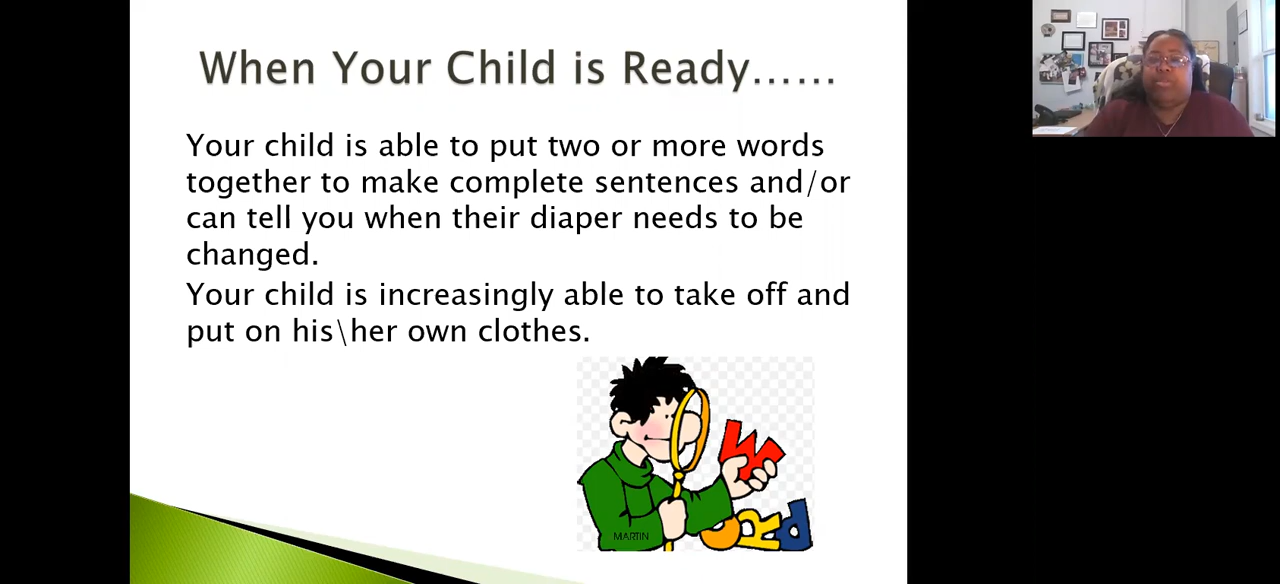 When Your Child is Ready......
Your child is able to put two or more words
together to make complete sentences and/or
can tell you when their diaper needs to be
changed.
Your child is increasingly able to take off and
put on his\her own clothes.
W
ORd
MARTIN